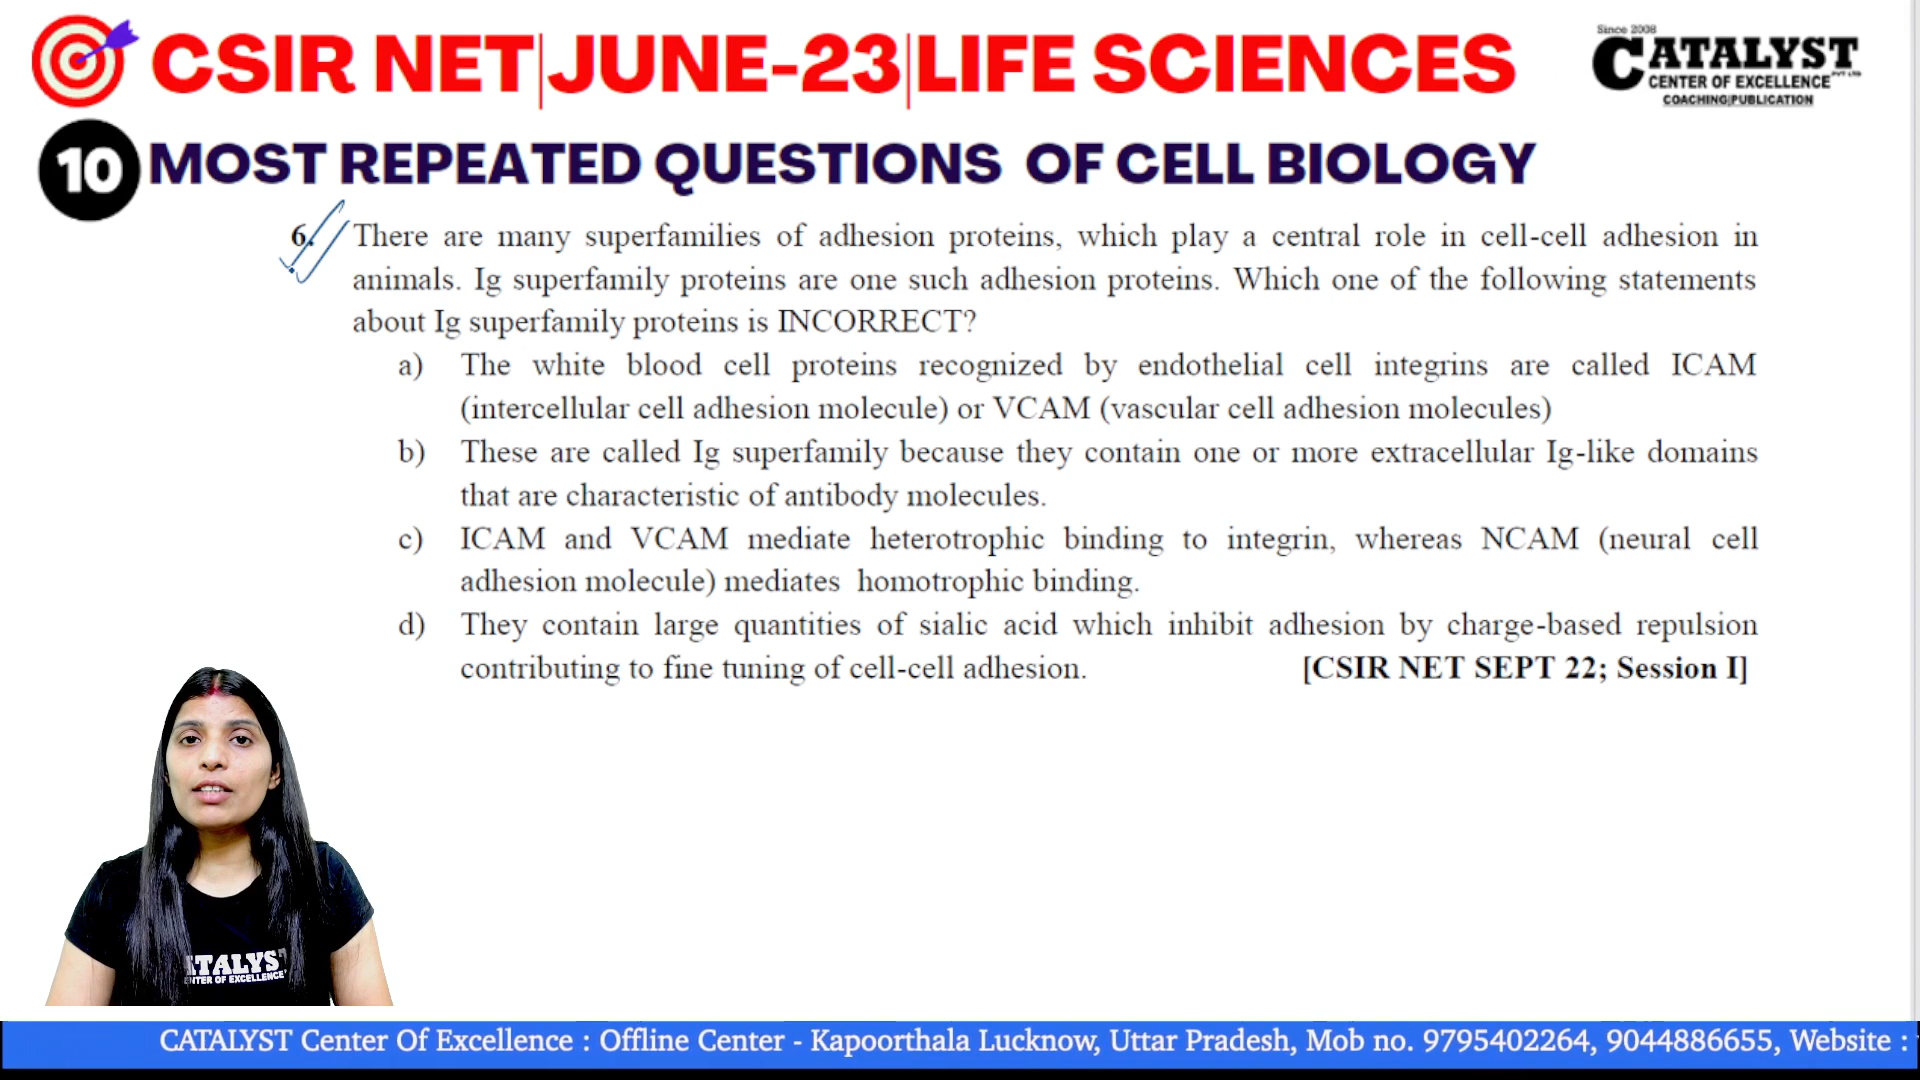 CSIR NET|JUNE-23|LIFE SCIENCES
Since 2008
CATALYST
CENTER OF EXCELLENCE PVT LTD
COACHING|PUBLICATION
10 MOST REPEATED QUESTIONS OF CELL BIOLOGY
6. There are many superfamilies of adhesion proteins, which play a central role in cell-cell adhesion in
animals. Ig superfamily proteins are one such adhesion proteins. Which one of the following statements
about Ig superfamily proteins is INCORRECT?
a) The white blood cell proteins recognized by endothelial cell integrins are called ICAM
(intercellular cell adhesion molecule) or VCAM (vascular cell adhesion molecules)
b) These are called Ig superfamily because they contain one or more extracellular Ig-like domains
that are characteristic of antibody molecules.
c) ICAM and VCAM mediate heterotrophic binding to integrin, whereas NCAM (neural cell
adhesion molecule) mediates homotrophic binding.
d) They contain large quantities of sialic acid which inhibit adhesion by charge-based repulsion
contributing to fine tuning of cell-cell adhesion. [CSIR NET SEPT 22; Session I]
ATALYS
NTER OF EXCELLENCE
CATALYST Center Of Excellence : Offline Center - Kapoorthala Lucknow, Uttar Pradesh, Mob no. 9795402264, 9044886655, Website :